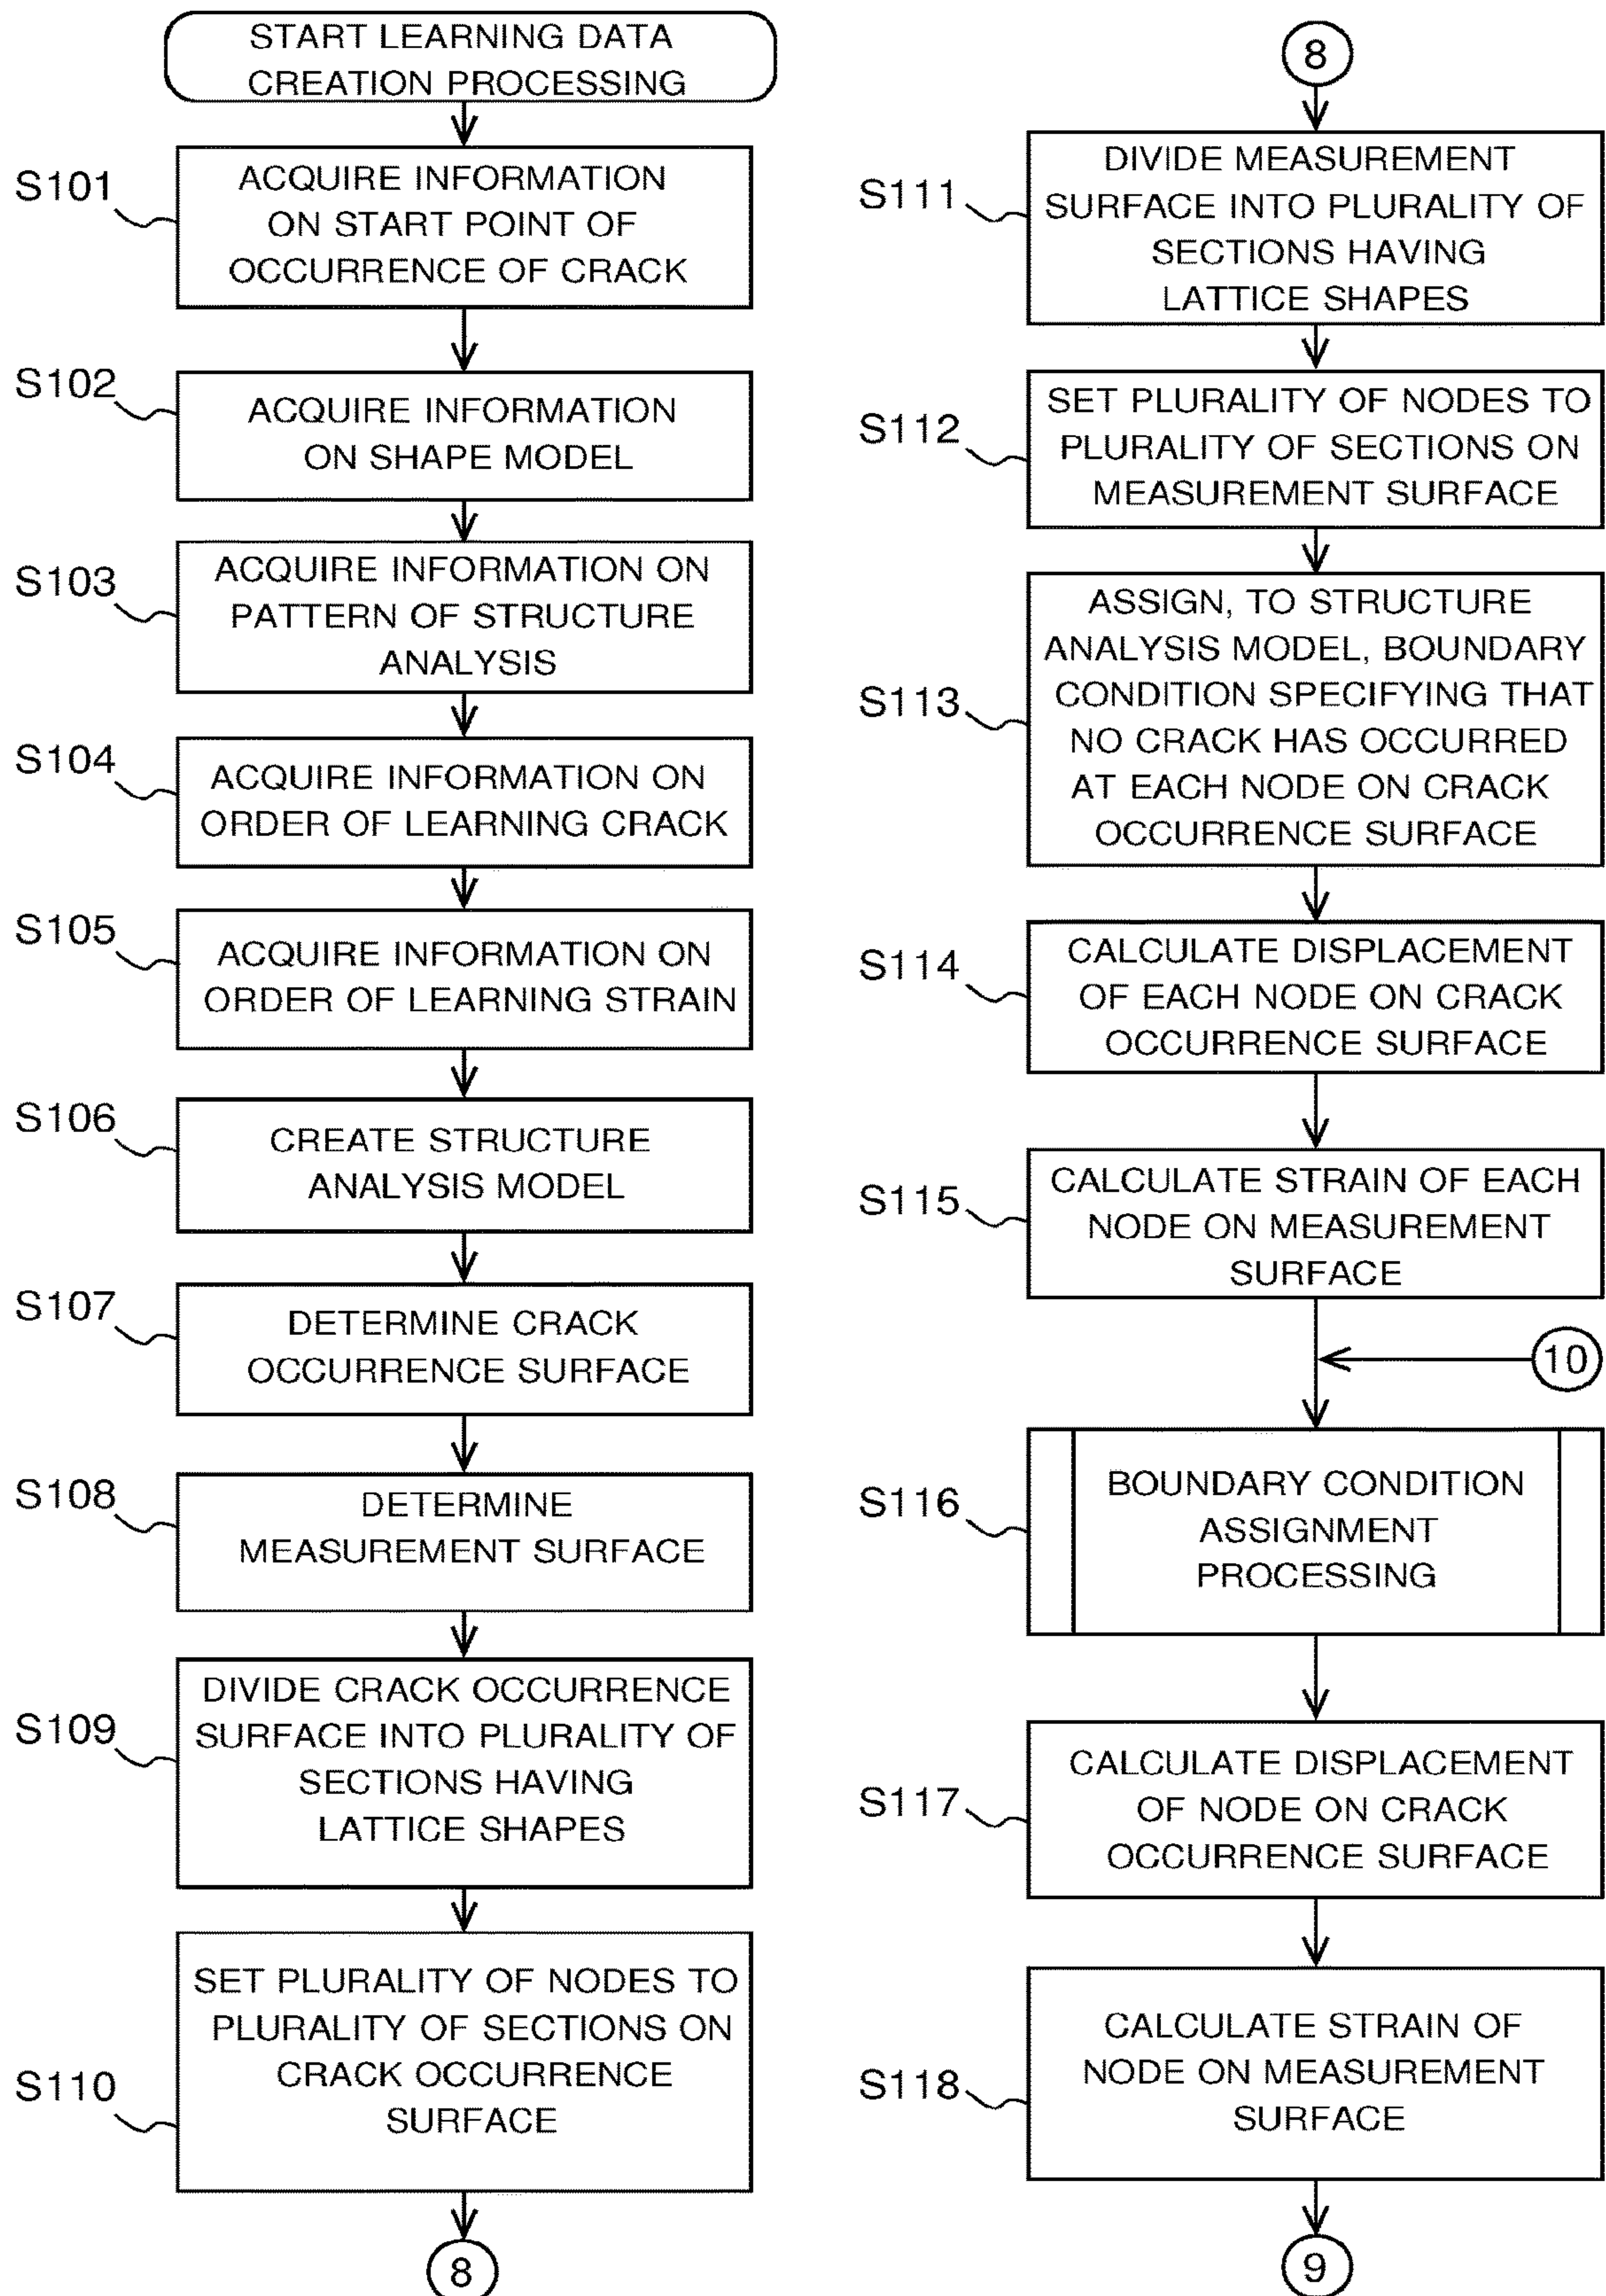 START LEARNING DATA
CREATION PROCESSING
S101
ACQUIRE INFORMATION
ON START POINT OF
OCCURRENCE OF CRACK
S102
ACQUIRE INFORMATION
ON SHAPE MODEL
S103
ACQUIRE INFORMATION ON
PATTERN OF STRUCTURE
ANALYSIS
S104
ACQUIRE INFORMATION ON
ORDER OF LEARNING CRACK
S105
ACQUIRE INFORMATION ON
ORDER OF LEARNING STRAIN
S106
CREATE STRUCTURE
ANALYSIS MODEL
S107
DETERMINE CRACK
OCCURRENCE SURFACE
S108
DETERMINE
MEASUREMENT SURFACE
S109
DIVIDE CRACK OCCURRENCE
SURFACE INTO PLURALITY OF
SECTIONS HAVING
LATTICE SHAPES
S110
SET PLURALITY OF NODES TO
PLURALITY OF SECTIONS ON
CRACK OCCURRENCE
SURFACE
8
8
S111
DIVIDE MEASUREMENT
SURFACE INTO PLURALITY OF
SECTIONS HAVING
LATTICE SHAPES
S112
SET PLURALITY OF NODES TO
PLURALITY OF SECTIONS ON
MEASUREMENT SURFACE
S113
ASSIGN, TO STRUCTURE
ANALYSIS MODEL, BOUNDARY
CONDITION SPECIFYING THAT
NO CRACK HAS OCCURRED
AT EACH NODE ON CRACK
OCCURRENCE SURFACE
S114
CALCULATE DISPLACEMENT
OF EACH NODE ON CRACK
OCCURRENCE SURFACE
S115
CALCULATE STRAIN OF EACH
NODE ON MEASUREMENT
SURFACE
10
S116
BOUNDARY CONDITION
ASSIGNMENT
PROCESSING
S117
CALCULATE DISPLACEMENT
OF NODE ON CRACK
OCCURRENCE SURFACE
S118
CALCULATE STRAIN OF
NODE ON MEASUREMENT
SURFACE
9